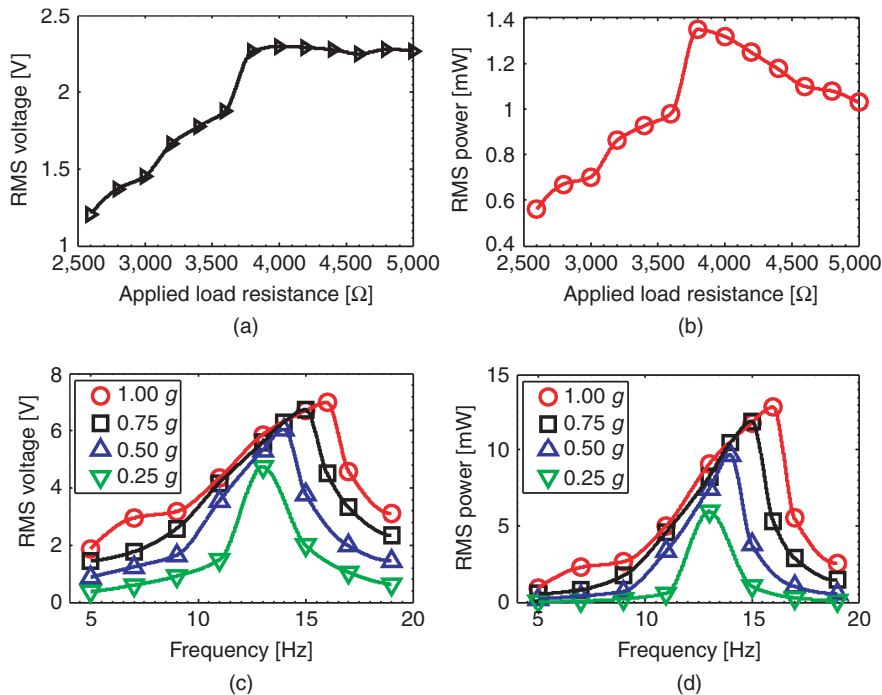 2.5
2
1.5
1
RMS voltage [V]
2,500 3,000 3,500 4,000 4,500 5,000
Applied load resistance [Ω]
(a)
1.4
1.2
1
0.8
0.6
0.4
RMS power [mW]
2,500 3,000 3,500 4,000 4,500 5,000
Applied load resistance [Ω]
(b)
8
6
4
2
0
RMS voltage [V]
1.00 g
0.75 g
0.50 g
0.25 g
5 10 15 20
Frequency [Hz]
(c)
15
10
5
0
RMS power [mW]
1.00 g
0.75 g
0.50 g
0.25 g
5 10 15 20
Frequency [Hz]
(d)